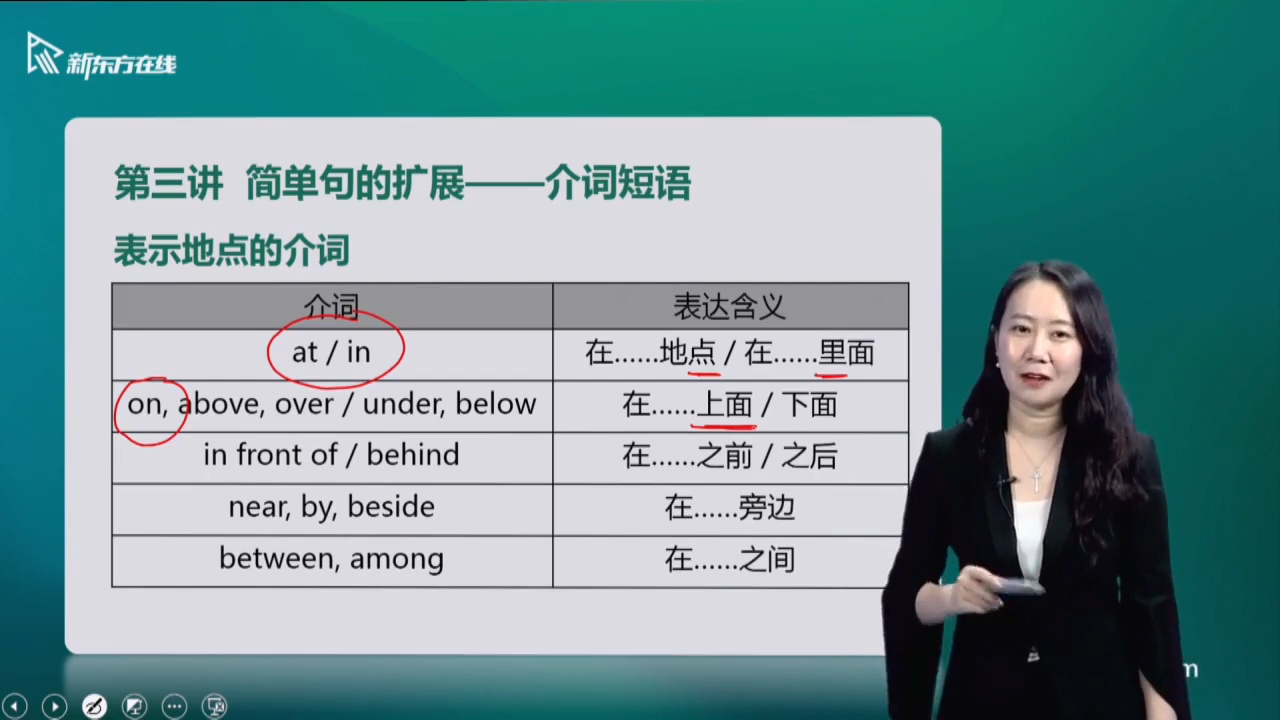 新东方在线
第三讲 简单句的扩展——介词短语
表示地点的介词
介词 表达含义
at / in 在……地点 / 在……里面
on, above, over / under, below 在……上面 / 下面
in front of / behind 在……之前 / 之后
near, by, beside 在……旁边
between, among 在……之间